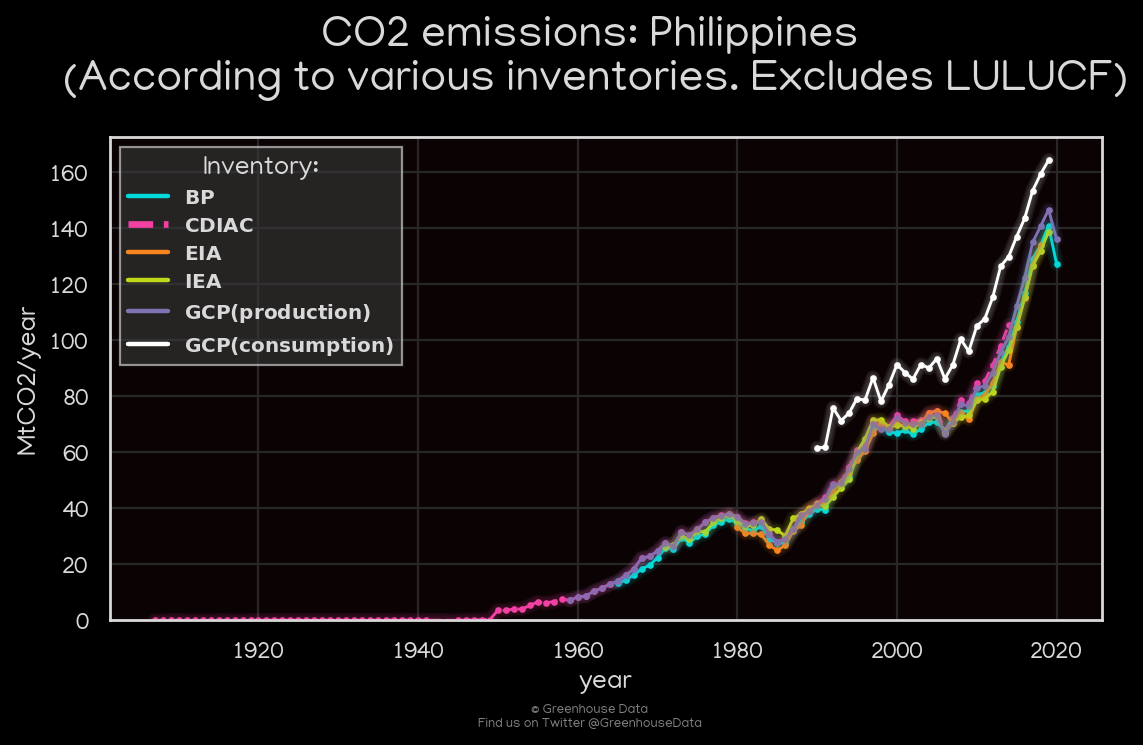 CO2 emissions: Philippines
(According to various inventories. Excludes LULUCF)
Inventory:
BP
CDIAC
EIA
IEA
GCP(production)
GCP(consumption)
MtCO2/year
160
140
120
100
80
60
40
20
0
1920 1940 1960 1980 2000 2020
year
© Greenhouse Data
Find us on Twitter @GreenhouseData